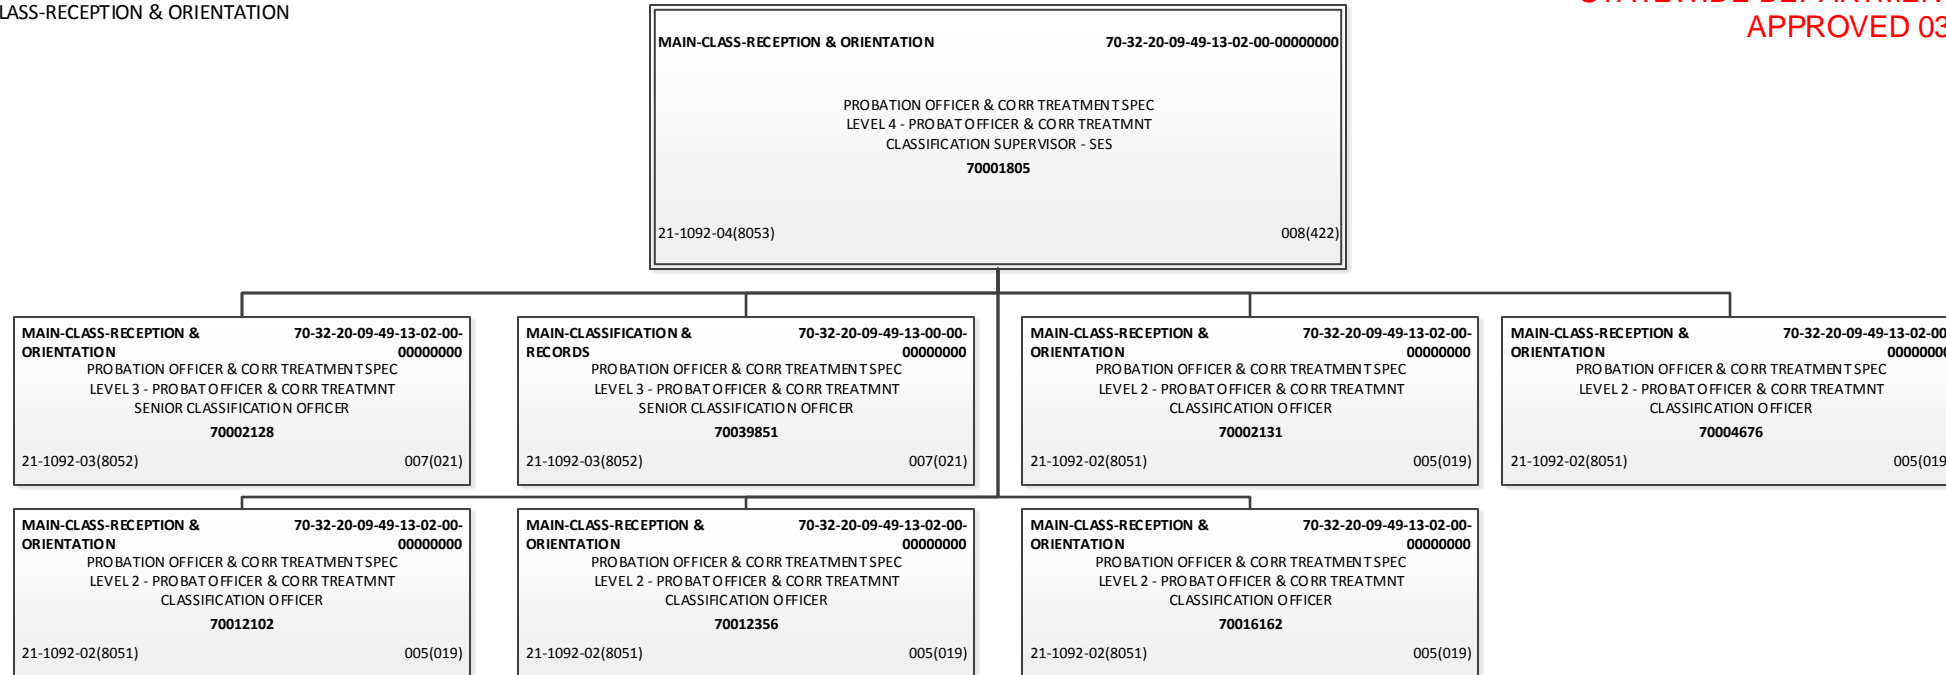 CLASS-RECEPTION & ORIENTATION
APPROVED 03
MAIN-CLASS-RECEPTION & ORIENTATION 70-32-20-09-49-13-02-00-00000000
PROBATION OFFICER & CORR TREATMENT SPEC
LEVEL 4 - PROBAT OFFICER & CORR TREATMNT
CLASSIFICATION SUPERVISOR - SES
70001805
21-1092-04(8053) 008(422)
MAIN-CLASS-RECEPTION & 70-32-20-09-49-13-02-00-
ORIENTATION 00000000
PROBATION OFFICER & CORR TREATMENT SPEC
LEVEL 3 - PROBAT OFFICER & CORR TREATMNT
SENIOR CLASSIFICATION OFFICER
70002128
21-1092-03(8052) 007(021)
MAIN-CLASSIFICATION & 70-32-20-09-49-13-00-00-
RECORDS 00000000
PROBATION OFFICER & CORR TREATMENT SPEC
LEVEL 3 - PROBAT OFFICER & CORR TREATMNT
SENIOR CLASSIFICATION OFFICER
70039851
21-1092-03(8052) 007(021)
MAIN-CLASS-RECEPTION & 70-32-20-09-49-13-02-00-
ORIENTATION 00000000
PROBATION OFFICER & CORR TREATMENT SPEC
LEVEL 2 - PROBAT OFFICER & CORR TREATMNT
CLASSIFICATION OFFICER
70002131
21-1092-02(8051) 005(019)
MAIN-CLASS-RECEPTION & 70-32-20-09-49-13-02-00
ORIENTATION 00000000
PROBATION OFFICER & CORR TREATMENT SPEC
LEVEL 2 - PROBAT OFFICER & CORR TREATMNT
CLASSIFICATION OFFICER
70004676
21-1092-02(8051) 005(019
MAIN-CLASS-RECEPTION & 70-32-20-09-49-13-02-00-
ORIENTATION 00000000
PROBATION OFFICER & CORR TREATMENT SPEC
LEVEL 2 - PROBAT OFFICER & CORR TREATMNT
CLASSIFICATION OFFICER
70012102
21-1092-02(8051) 005(019)
MAIN-CLASS-RECEPTION & 70-32-20-09-49-13-02-00-
ORIENTATION 00000000
PROBATION OFFICER & CORR TREATMENT SPEC
LEVEL 2 - PROBAT OFFICER & CORR TREATMNT
CLASSIFICATION OFFICER
70012356
21-1092-02(8051) 005(019)
MAIN-CLASS-RECEPTION & 70-32-20-09-49-13-02-00-
ORIENTATION 00000000
PROBATION OFFICER & CORR TREATMENT SPEC
LEVEL 2 - PROBAT OFFICER & CORR TREATMNT
CLASSIFICATION OFFICER
70016162
21-1092-02(8051) 005(019)